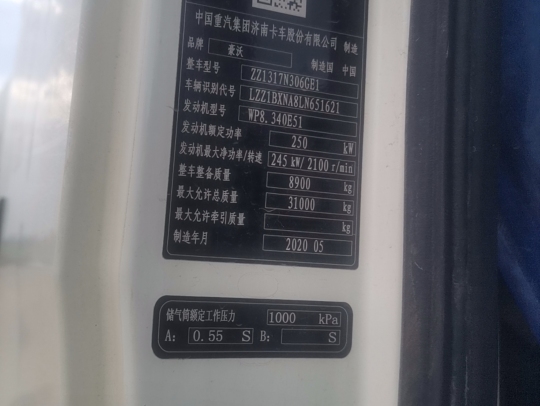 中国重汽集团济南卡车股份有限公司 制造
品牌 豪沃 制造国 中国
整车型号 ZZ1317N306GE1
车辆识别代号 LZZ1BXNA8LN651621
发动机型号 WP8.340E51
发动机额定功率 250 kW
发动机最大净功率/转速 245 kW/ 2100 r/min
整车整备质量 8900 kg
最大允许总质量 31000 kg
最大允许牵引质量 kg
制造年月 2020 05
储气筒额定工作压力 1000 kPa
A: 0.55 S B: S